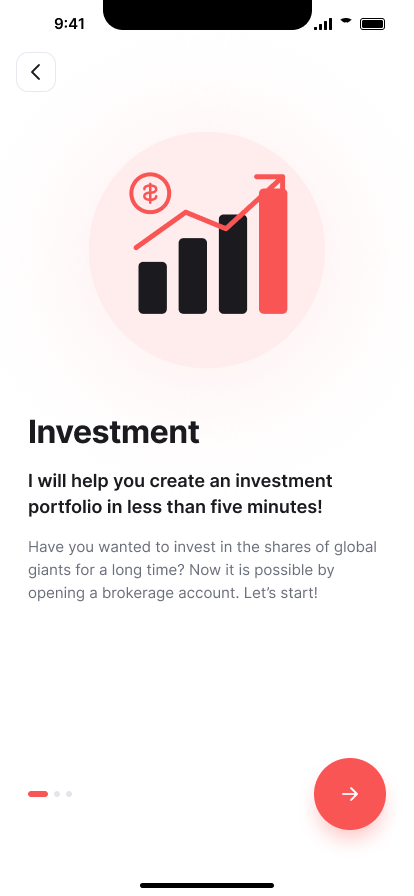 9:41
$
Investment
I will help you create an investment
portfolio in less than five minutes!
Have you wanted to invest in the shares of global
giants for a long time? Now it is possible by
opening a brokerage account. Let’s start!